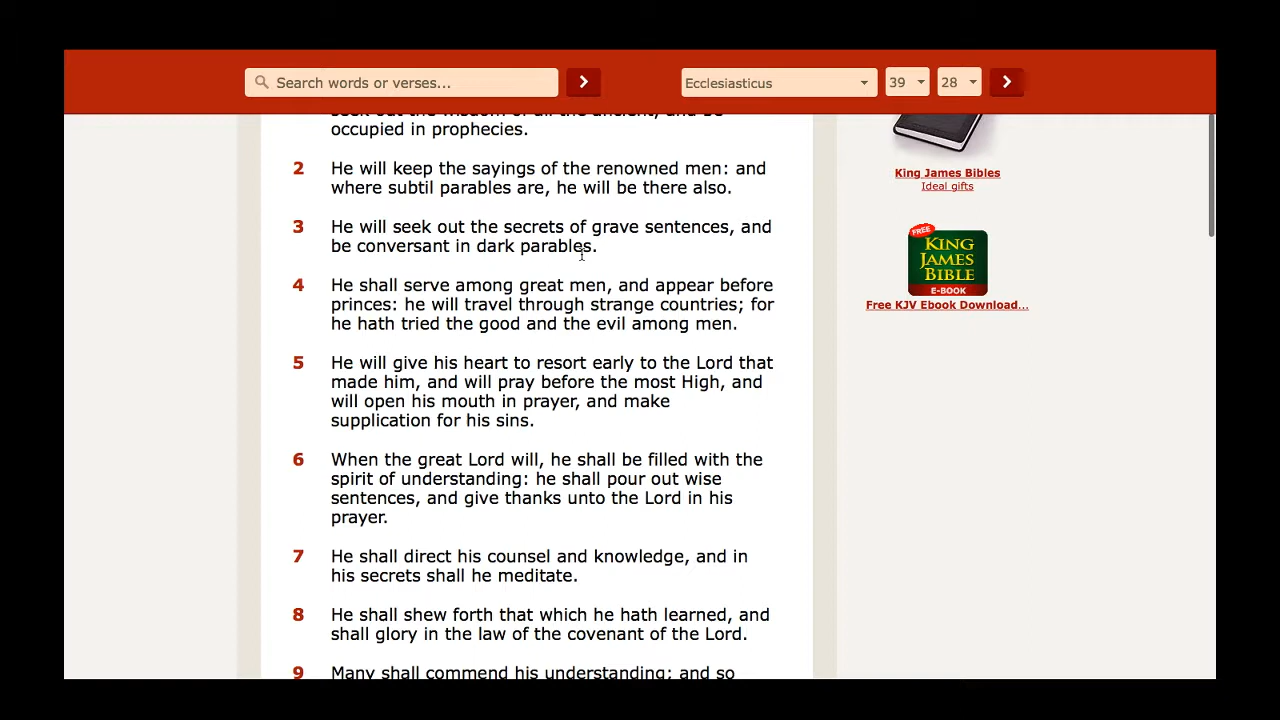 Search words or verses...
Ecclesiasticus
39
28
seek out the wisdom of all the ancient, and be
occupied in prophecies.
2 He will keep the sayings of the renowned men: and
where subtil parables are, he will be there also.
3 He will seek out the secrets of grave sentences, and
be conversant in dark parables.
4 He shall serve among great men, and appear before
princes: he will travel through strange countries; for
he hath tried the good and the evil among men.
5 He will give his heart to resort early to the Lord that
made him, and will pray before the most High, and
will open his mouth in prayer, and make
supplication for his sins.
6 When the great Lord will, he shall be filled with the
spirit of understanding: he shall pour out wise
sentences, and give thanks unto the Lord in his
prayer.
7 He shall direct his counsel and knowledge, and in
his secrets shall he meditate.
8 He shall shew forth that which he hath learned, and
shall glory in the law of the covenant of the Lord.
9 Many shall commend his understanding; and so
King James Bibles
Ideal gifts
FREE
KING
JAMES
BIBLE
E-BOOK
Free KJV Ebook Download...